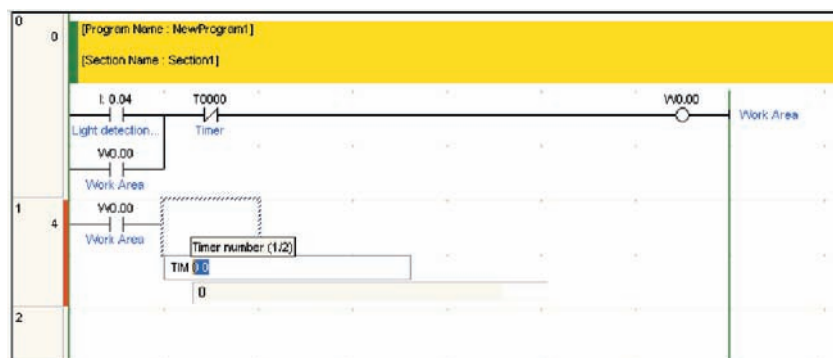 0
0
[Program Name : NewProgram1]
[Section Name : Section1]
I: 0.04 T0000 W0.00
Work Area
Light detection... Timer
W0.00
Work Area
1
4
W0.00
Work Area
Timer number (1/2)
TIM 0 0
0
2